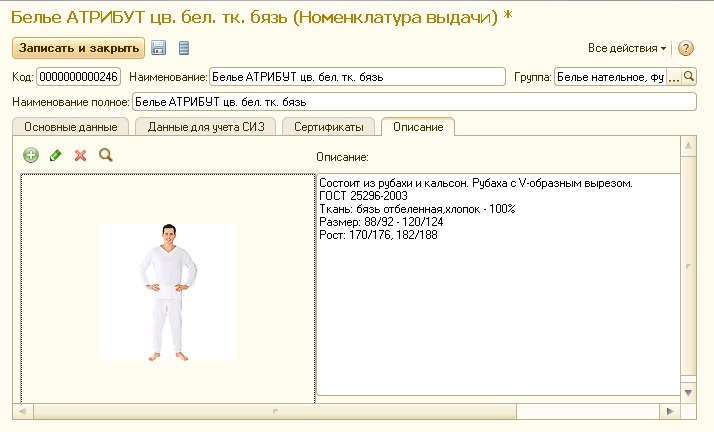 Белье АТРИБУТ цв. бел. тк. бязь (Номенклатура выдачи) *
Записать и закрыть Все действия
Код: 0000000000246 Наименование: Белье АТРИБУТ цв. бел. тк. бязь Группа: Белье нательное, фу ...
Наименование полное: Белье АТРИБУТ цв. бел. тк. бязь
Основные данные Данные для учета СИЗ Сертификаты Описание
Описание:
Состоит из рубахи и кальсон. Рубаха с V-образным вырезом.
ГОСТ 25296-2003
Ткань: бязь отбеленная,хлопок - 100%
Размер: 88/92 - 120/124
Рост: 170/176, 182/188